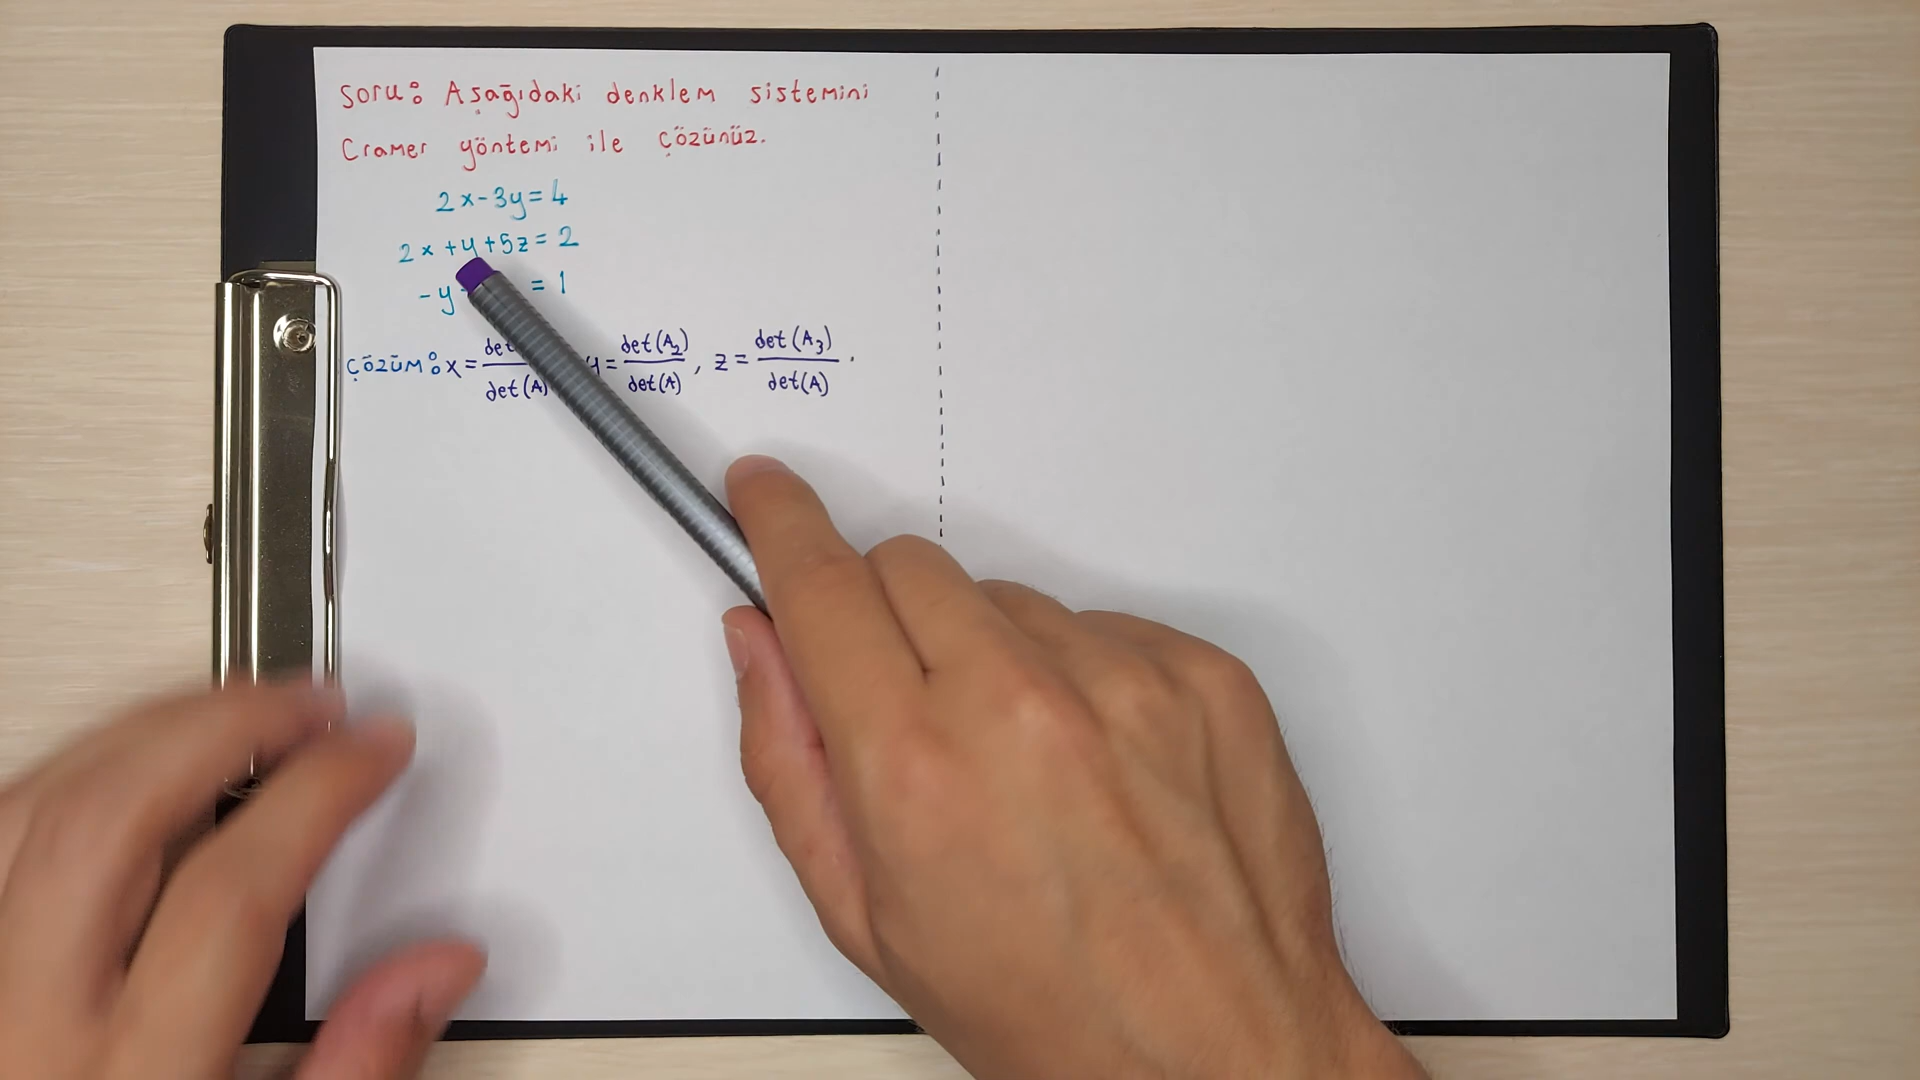 Soru: Aşağıdaki denklem sistemini
Cramer yöntemi ile çözünüz.
2x-3y=4
2x+y+5z=2
-y = 1
Çözüm: x = det / det(A) = det(A₂) / det(A), z = det(A₃) / det(A).